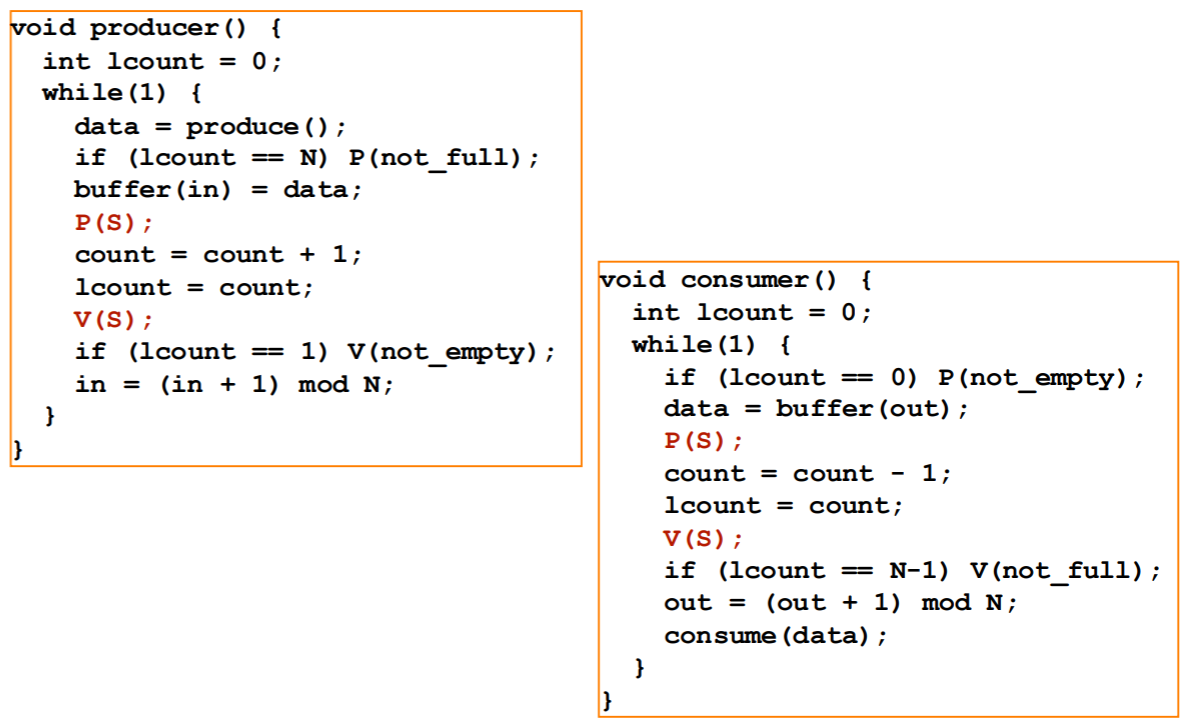 void producer() {
  int lcount = 0;
  while(1) {
    data = produce();
    if (lcount == N) P(not_full);
    buffer(in) = data;
    P(S);
    count = count + 1;
    lcount = count;
    V(S);
    if (lcount == 1) V(not_empty);
    in = (in + 1) mod N;
  }
}
void consumer() {
  int lcount = 0;
  while(1) {
    if (lcount == 0) P(not_empty);
    data = buffer(out);
    P(S);
    count = count - 1;
    lcount = count;
    V(S);
    if (lcount == N-1) V(not_full);
    out = (out + 1) mod N;
    consume(data);
  }
}